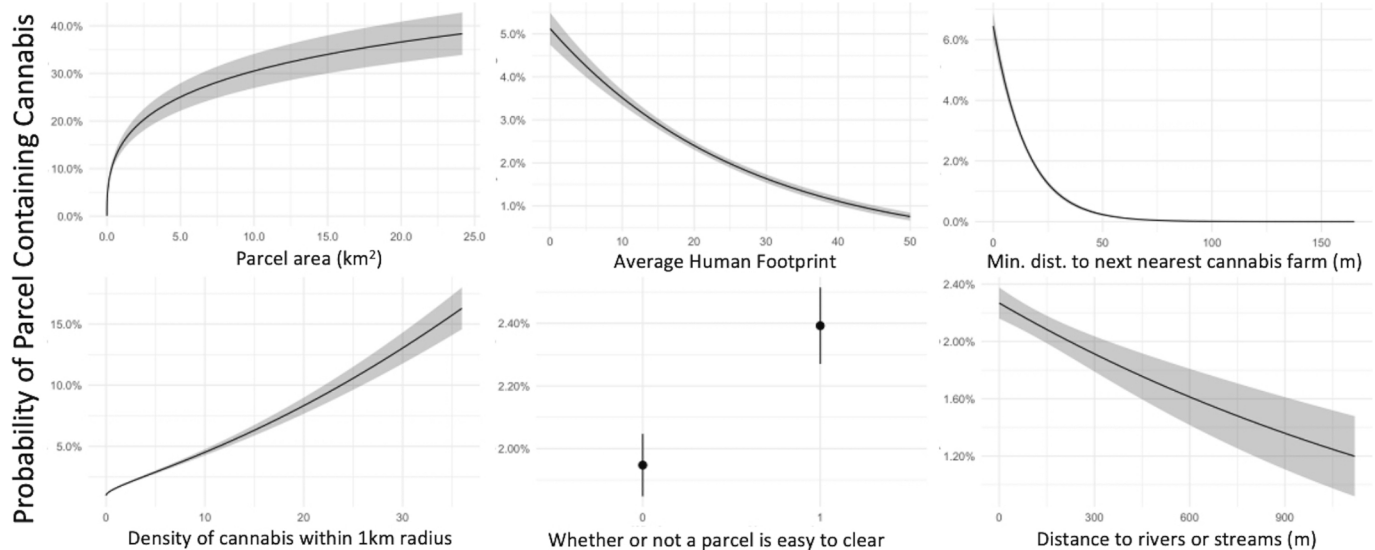 Probability of Parcel Containing Cannabis
40.0%
30.0%
20.0%
10.0%
0.0%
0.0 5.0 10.0 15.0 20.0 25.0
Parcel area (km²)
5.0%
4.0%
3.0%
2.0%
1.0%
0 10 20 30 40 50
Average Human Footprint
6.0%
4.0%
2.0%
0.0%
0 50 100 150
Min. dist. to next nearest cannabis farm (m)
15.0%
10.0%
5.0%
0 10 20 30
Density of cannabis within 1km radius
2.40%
2.20%
2.00%
0 1
Whether or not a parcel is easy to clear
2.40%
2.00%
1.60%
1.20%
0 300 600 900
Distance to rivers or streams (m)